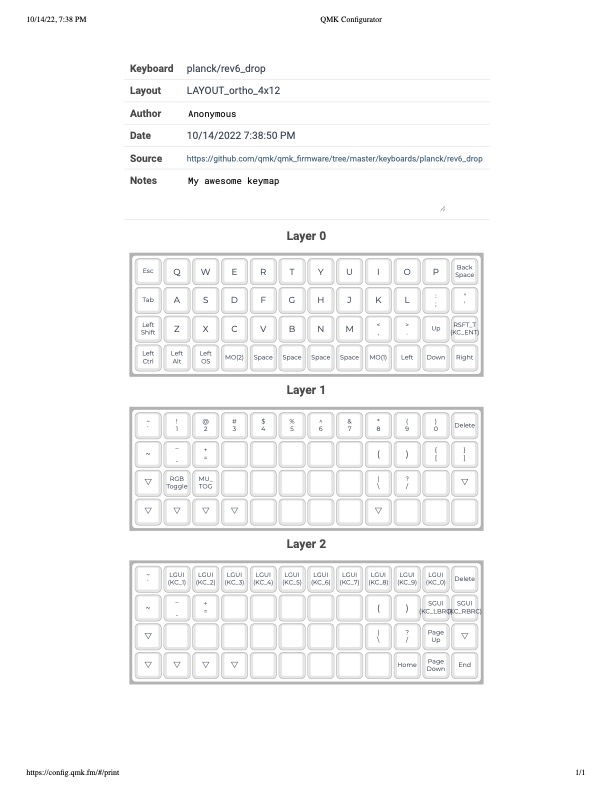 10/14/22, 7:38 PM QMK Configurator
Keyboard planck/rev6_drop
Layout LAYOUT_ortho_4x12
Author Anonymous
Date 10/14/2022 7:38:50 PM
Source https://github.com/qmk/qmk_firmware/tree/master/keyboards/planck/rev6_drop
Notes My awesome keymap
Layer 0
Esc Q W E R T Y U I O P Back Space
Tab A S D F G H J K L : ; " '
Left Shift Z X C V B N M < , > . Up RSFT_T (KC_ENT)
Left Ctrl Left Alt Left OS MO(2) Space Space Space Space MO(1) Left Down Right
Layer 1
~ ` ! 1 @ 2 # 3 $ 4 % 5 ^ 6 & 7 * 8 ( 9 ) 0 Delete
~ _ - + = ( ) { [ } ]
▽ RGB Toggle MU_ TOG | \ ? / ▽
▽ ▽ ▽ ▽ ▽
Layer 2
~ ` LGUI (KC_1) LGUI (KC_2) LGUI (KC_3) LGUI (KC_4) LGUI (KC_5) LGUI (KC_6) LGUI (KC_7) LGUI (KC_8) LGUI (KC_9) LGUI (KC_0) Delete
~ _ - + = ( ) SGUI (KC_LBRC) SGUI (KC_RBRC)
▽ | \ ? / Page Up ▽
▽ ▽ ▽ ▽ Home Page Down End
https://config.qmk.fm/#/print 1/1